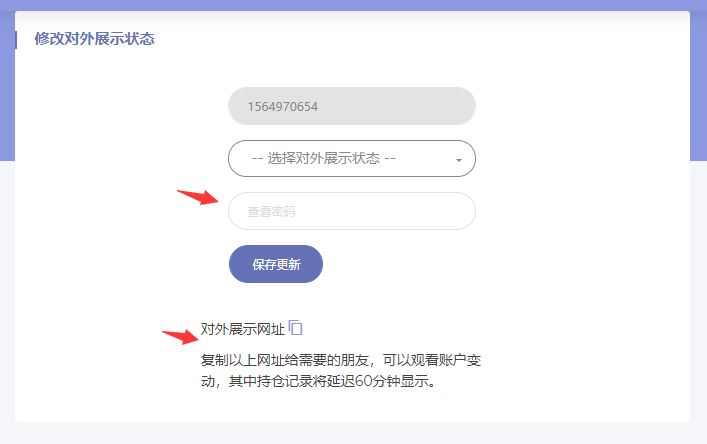 修改对外展示状态
1564970654
-- 选择对外展示状态 --
查看密码
保存更新
对外展示网址
复制以上网址给需要的朋友，可以观看账户变
动，其中持仓记录将延迟60分钟显示。